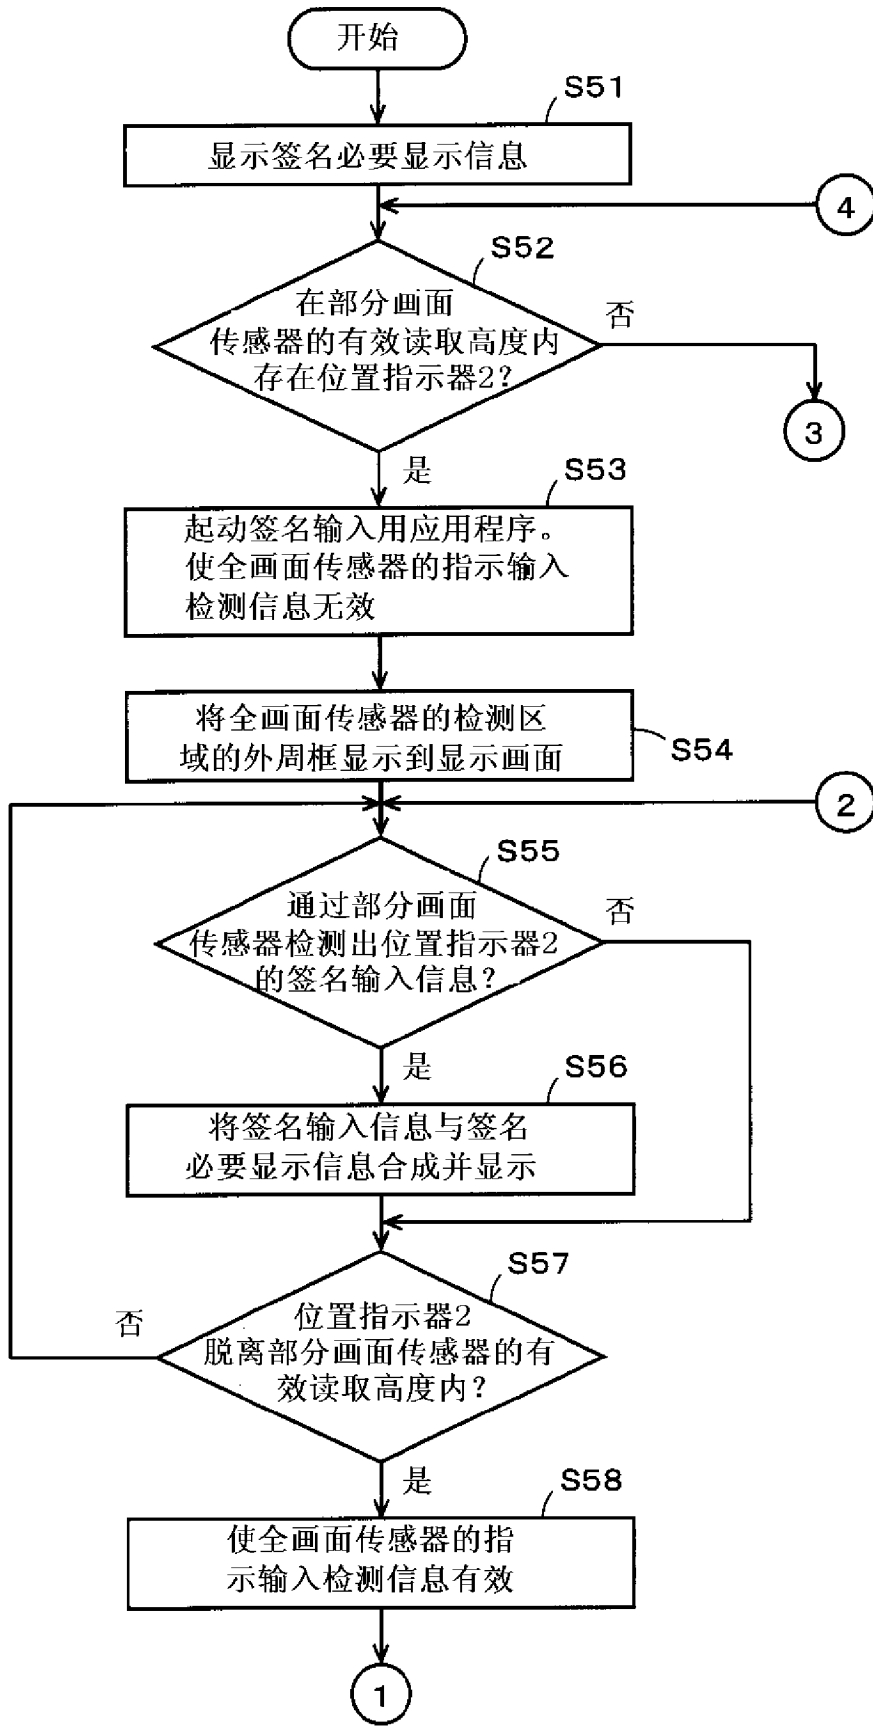 开始
S51
显示签名必要显示信息
4
S52
在部分画面
传感器的有效读取高度内
存在位置指示器2?
否
3
是
S53
起动签名输入用应用程序。
使全画面传感器的指示输入
检测信息无效
将全画面传感器的检测区
域的外周框显示到显示画面
S54
2
S55
通过部分画面
传感器检测出位置指示器2
的签名输入信息?
否
是
S56
将签名输入信息与签名
必要显示信息合成并显示
S57
位置指示器2
脱离部分画面传感器的有
效读取高度内?
否
是
S58
使全画面传感器的指
示输入检测信息有效
1